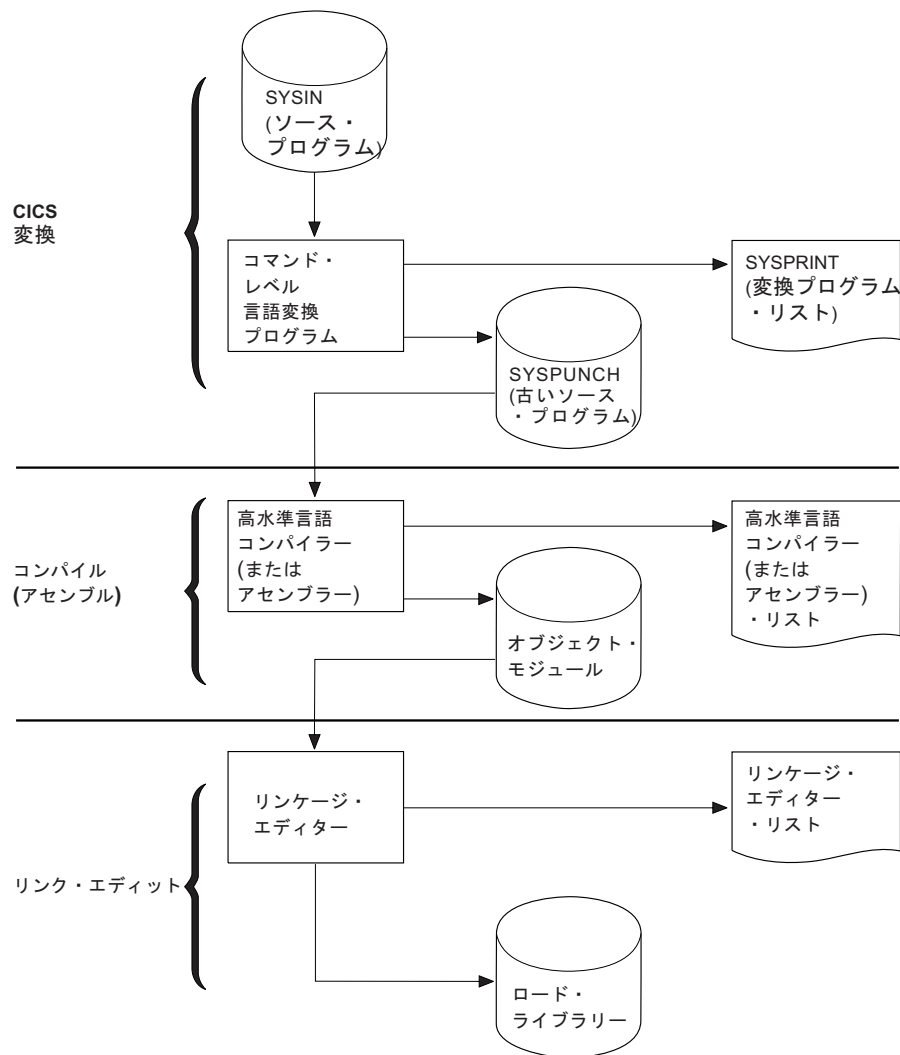 SYSIN
(ソース・
プログラム)
CICS
変換
コマンド・
レベル
言語変換
プログラム
SYSPRINT
(変換プログラム
・リスト)
SYSPUNCH
(古いソース
・プログラム)
高水準言語
コンパイラー
(または
アセンブラー)
高水準言語
コンパイラー
(または
アセンブラー)
・リスト
コンパイル
(アセンブル)
オブジェクト・
モジュール
リンケージ・
エディター
リンケージ・
エディター
・リスト
リンク・エディット
ロード・
ライブラリー